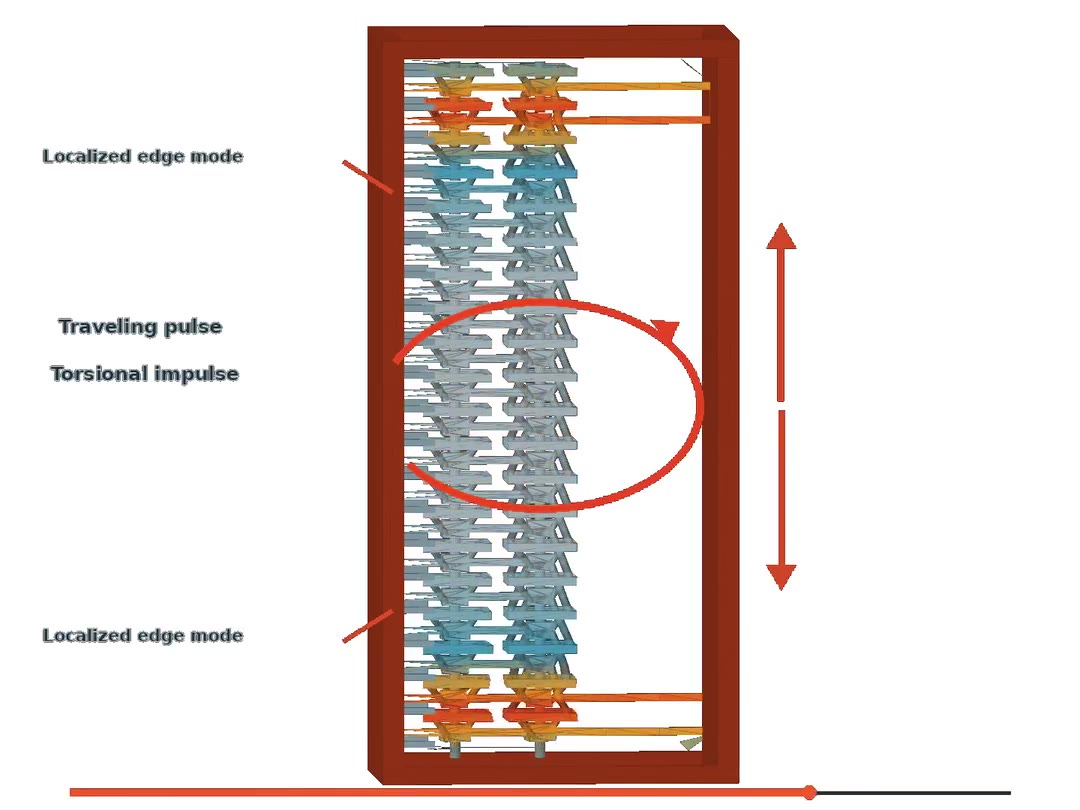 Localized edge mode
Traveling pulse
Torsional impulse
Localized edge mode